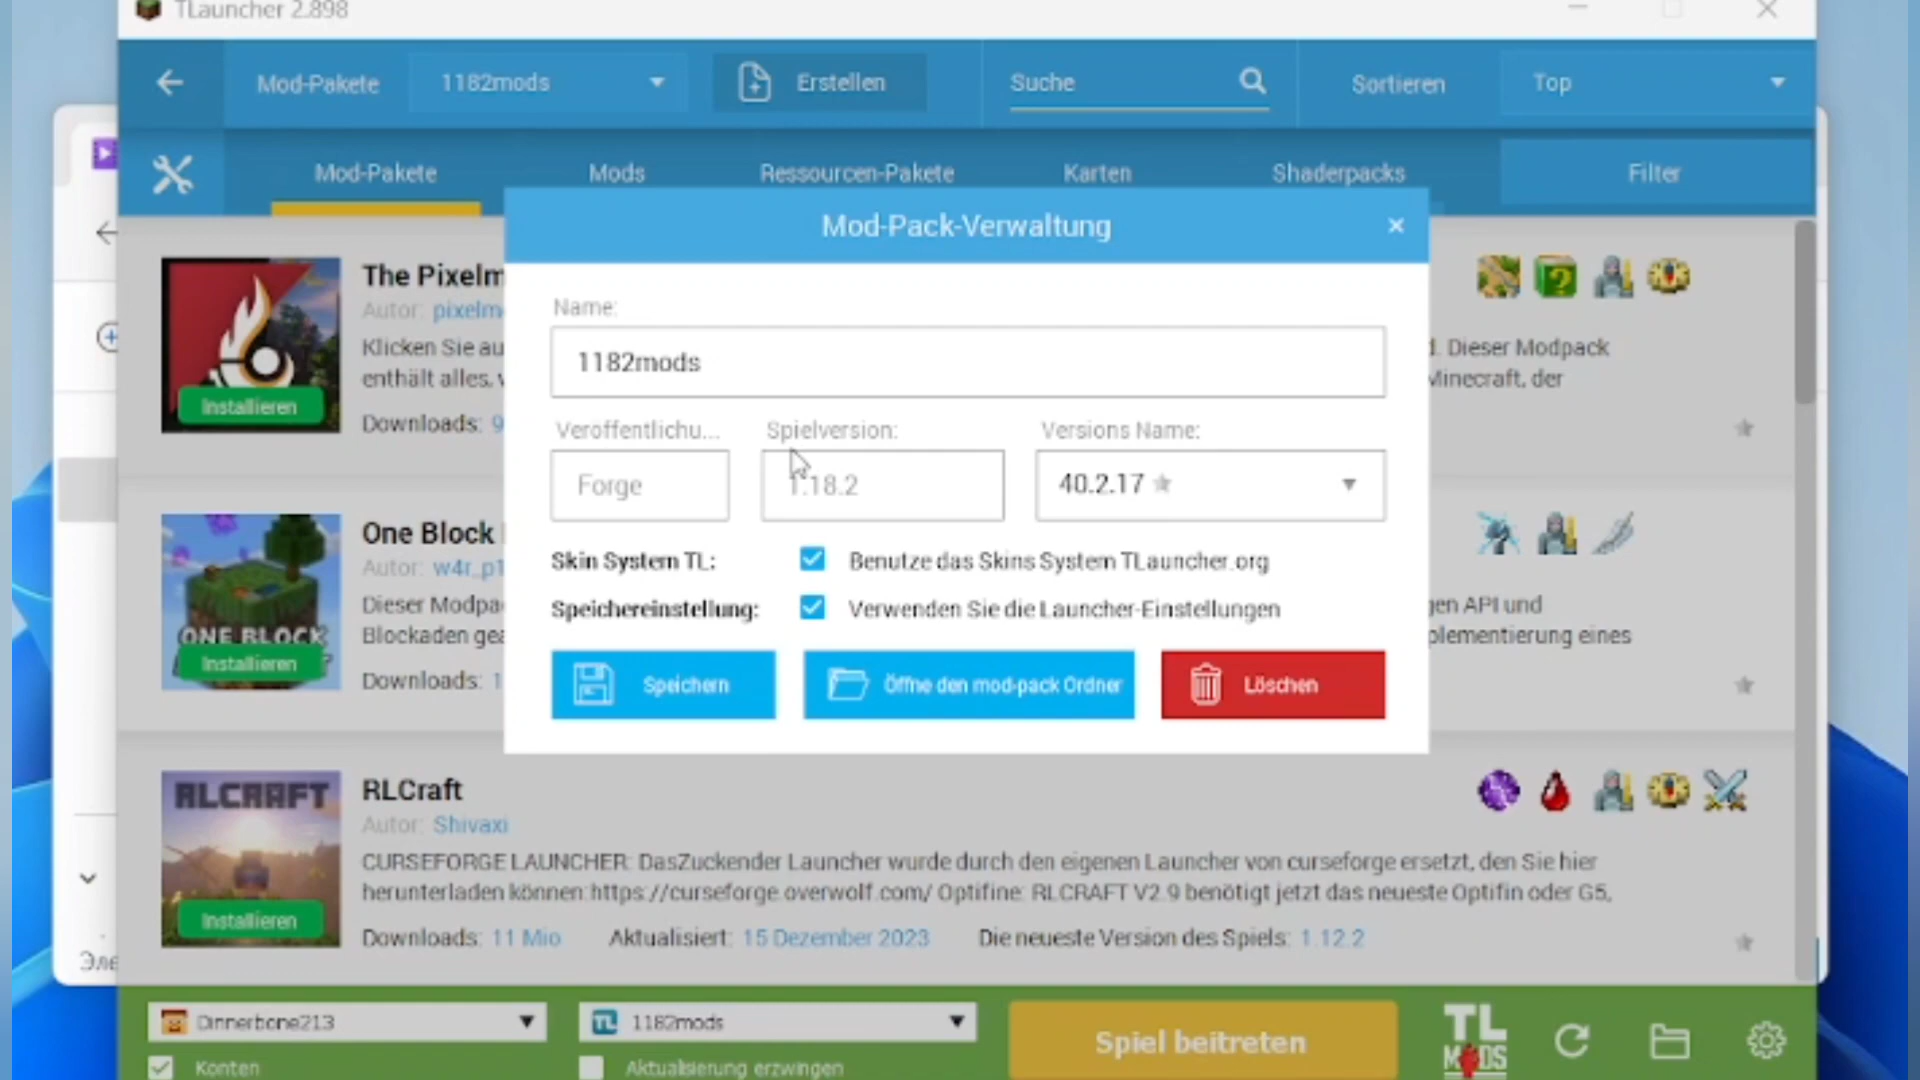 TLauncher 2.898
Mod-Pakete
1182mods
Erstellen
Suche
Sortieren
Top
Mod-Pakete
Mods
Ressourcen-Pakete
Karten
Shaderpacks
Filter
Mod-Pack-Verwaltung
Name:
1182mods
Veroffentlichu...
Spielversion:
Versions Name:
Forge
1.18.2
40.2.17
Skin System TL:
Benutze das Skins System TLauncher.org
Speichereinstellung:
Verwenden Sie die Launcher-Einstellungen
Speichern
Öffne den mod-pack Ordner
Löschen
The Pixelm
Autor: pixelm
Klicken Sie au
d. Dieser Modpack
enthält alles,
Minecraft, der
Installieren
Downloads: 9
One Block
Autor: w4r_p1
Dieser Modpa
gen API und
Blockaden gea
plementierung eines
ONE BLOCK
Installieren
Downloads: 1
RLCRAFT
RLCraft
Autor: Shivaxi
CURSEFORGE LAUNCHER: DasZuckender Launcher wurde durch den eigenen Launcher von curseforge ersetzt, den Sie hier
herunterladen können:https://curseforge.overwolf.com/ Optifine: RLCRAFT V2.9 benötigt jetzt das neueste Optifin oder G5,
Installieren
Downloads: 11 Mio
Aktualisiert: 15 Dezember 2023
Die neueste Version des Spiels: 1.12.2
Эле
Dinnerbone213
TL 1182mods
Spiel beitreten
TL
MODS
Konten
Aktualisierung erzwingen